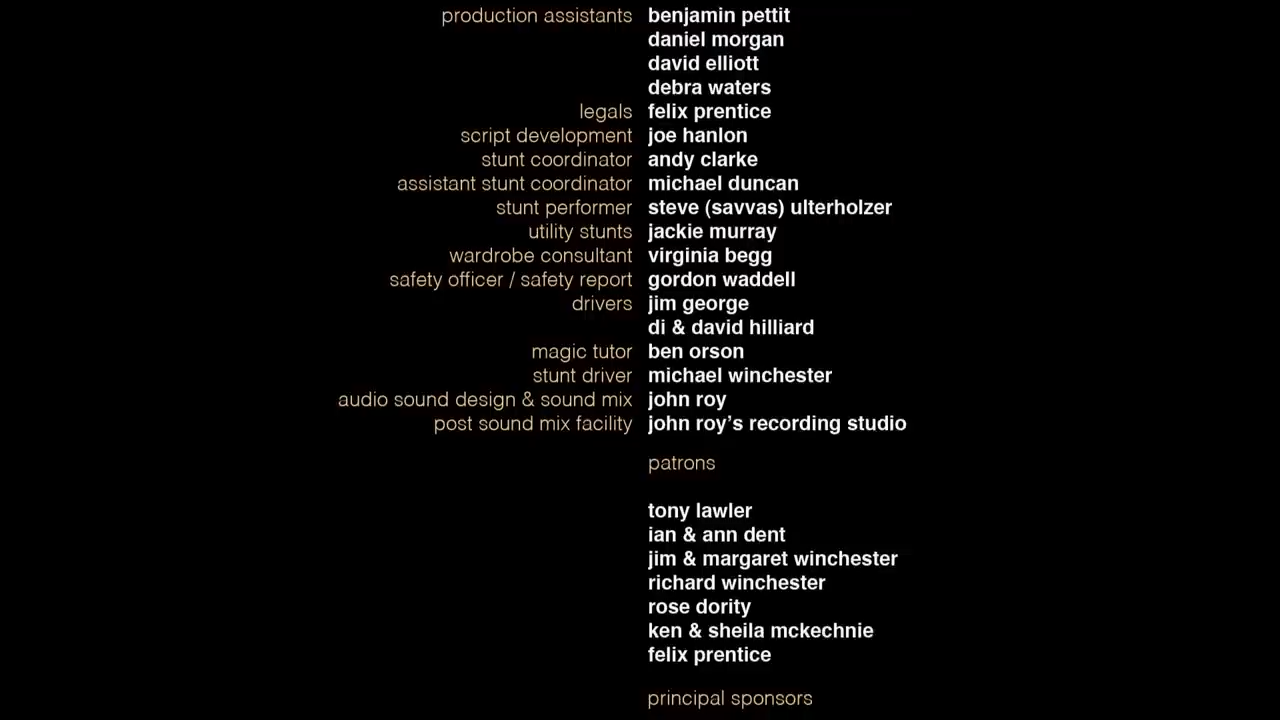 production assistants benjamin pettit
daniel morgan
david elliott
debra waters
legals felix prentice
script development joe hanlon
stunt coordinator andy clarke
assistant stunt coordinator michael duncan
stunt performer steve (savvas) ulterholzer
utility stunts jackie murray
wardrobe consultant virginia begg
safety officer / safety report gordon waddell
drivers jim george
di & david hilliard
magic tutor ben orson
stunt driver michael winchester
audio sound design & sound mix john roy
post sound mix facility john roy’s recording studio
patrons
tony lawler
ian & ann dent
jim & margaret winchester
richard winchester
rose dority
ken & sheila mckechnie
felix prentice
principal sponsors